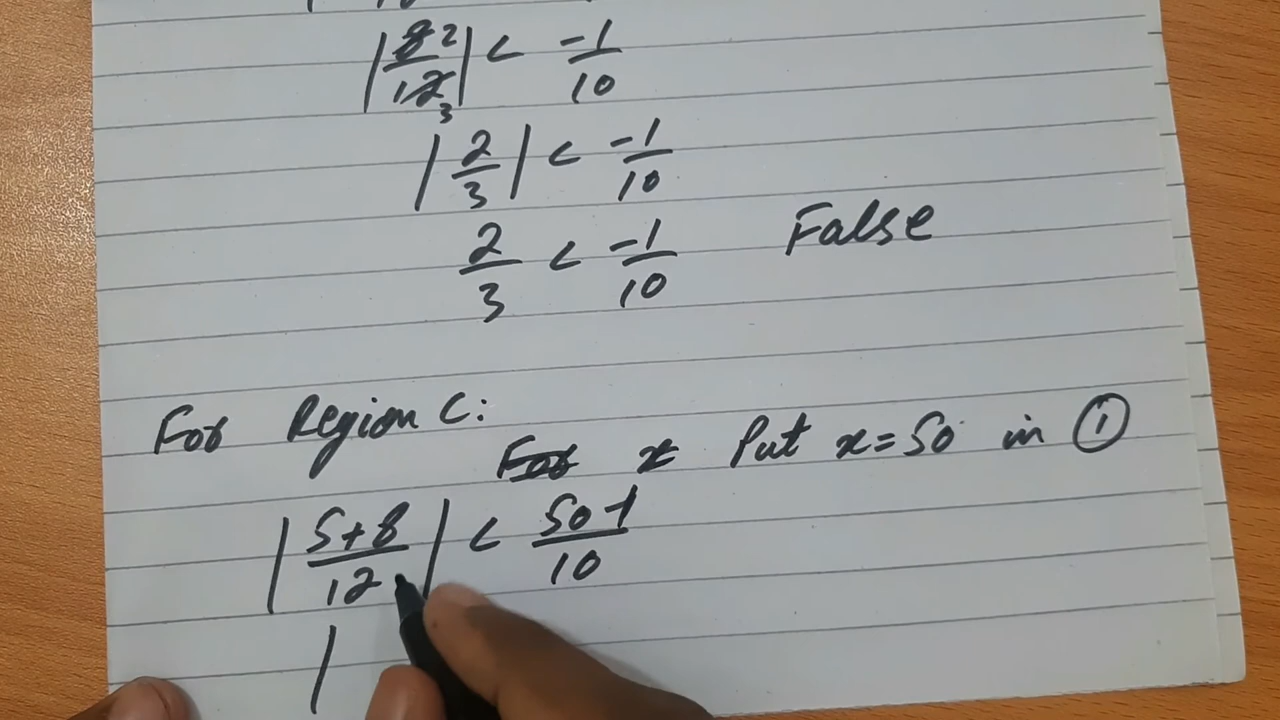 |8/12| 2 3 < -1/10
|2/3| < -1/10
2/3 < -1/10 False
For Region C:
For x Put x=50 in ①
|5+8/12| < 50-1/10
|